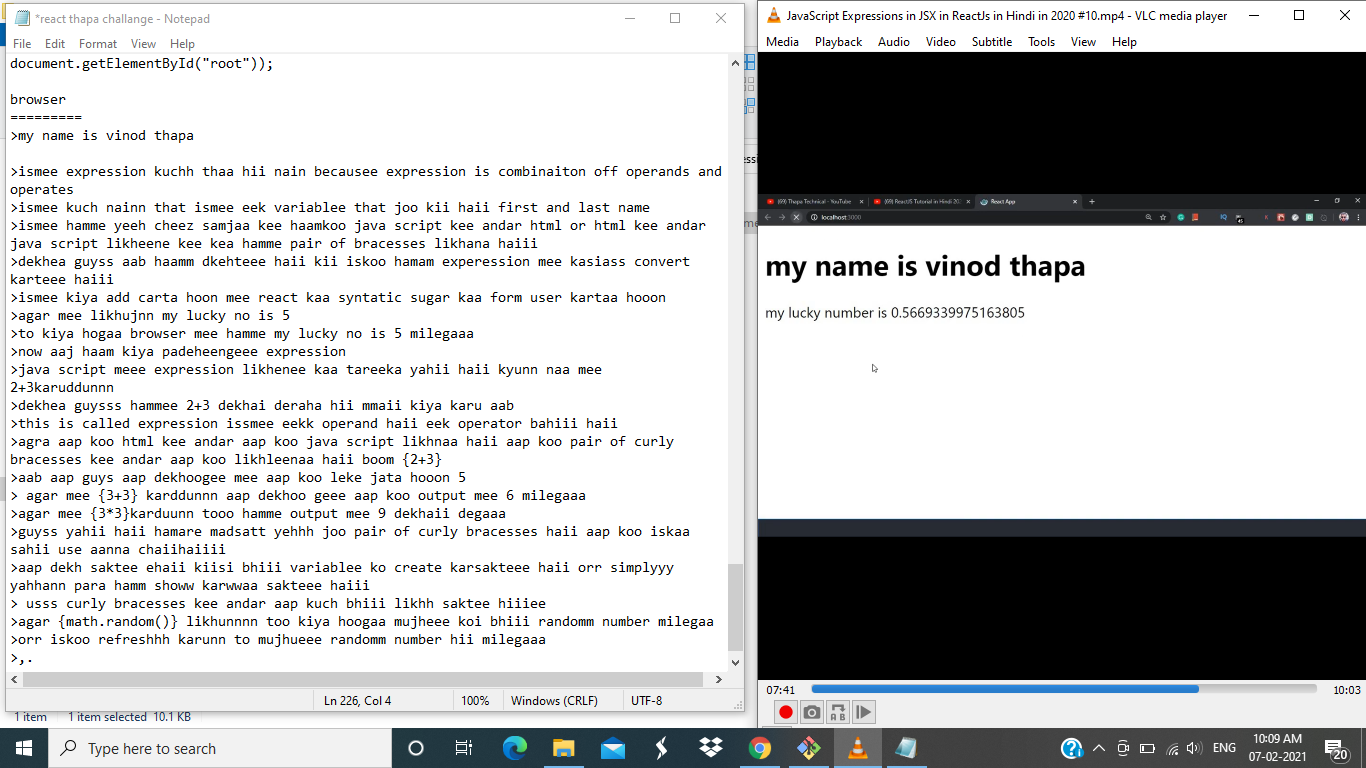 *react thapa challange - Notepad
File Edit Format View Help
document.getElementById("root"));
browser
=========
>my name is vinod thapa
>ismee expression kuchh thaa hii nain becausee expression is combinaiton off operands and
operates
>ismee kuch nainn that ismee eek variablee that joo kii haii first and last name
>ismee hamme yeeh cheez samjaa kee haamkoo java script kee andar html or html kee andar
java script likheene kee kea hamme pair of bracesses likhana haiii
>dekhea guyss aab haamm dkehteee haii kii iskoo hamam experession mee kasiass convert
karteee haiii
>ismee kiya add carta hoon mee react kaa syntatic sugar kaa form user kartaa hooon
>agar mee likhujnn my lucky no is 5
>to kiya hogaa browser mee hamme my lucky no is 5 milegaaa
>now aaj haam kiya padeheengeee expression
>java script meee expression likhenee kaa tareeka yahii haii kyunn naa mee
2+3karuddunnn
>dekhea guysss hammee 2+3 dekhai deraha hii mmaii kiya karu aab
>this is called expression issmee eekk operand haii eek operator bahiii haii
>agra aap koo html kee andar aap koo java script likhnaa haii aap koo pair of curly
bracesses kee andar aap koo likhleenaa haii boom {2+3}
>aab aap guys aap dekhoogee mee aap koo leke jata hooon 5
> agar mee {3+3} karddunnn aap dekhoo geee aap koo output mee 6 milegaaa
>agar mee {3*3}karduunn tooo hamme output mee 9 dekhaii degaaa
>guyss yahii haii hamare madsatt yehhh joo pair of curly bracesses haii aap koo iskaa
sahii use aanna chaiihaiiii
>aap dekh saktee ehaii kiisi bhiii variablee ko create karsakteee haii orr simplyyy
yahhann para hamm showw karwwaa sakteee haiii
> usss curly bracesses kee andar aap kuch bhiii likhh saktee hiiiee
>agar {math.random()} likhunnnn too kiya hoogaa mujheee koi bhiii randomm number milegaa
>orr iskoo refreshhh karunn to mujhueee randomm number hii milegaaa
>,.
Ln 226, Col 4 100% Windows (CRLF) UTF-8
1 item 1 item selected 10.1 KB
JavaScript Expressions in JSX in ReactJs in Hindi in 2020 #10.mp4 - VLC media player
Media Playback Audio Video Subtitle Tools View Help
(69) Thapa Technical - YouTube (69) ReactJS Tutorial in Hindi 20 React App
localhost:3000
my name is vinod thapa
my lucky number is 0.5669339975163805
07:41 10:03
A B
Type here to search
ENG
10:09 AM
07-02-2021
20